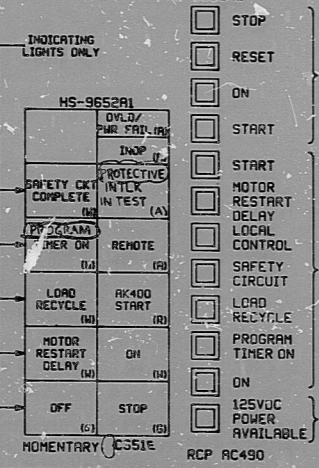 INDICATING
LIGHTS ONLY
HS-9652A1
OVLD/
PWR FAIL (A)
INOP
SAFETY CKT
COMPLETE
(W)
PROTECTIVE
INTLK
IN TEST
(A)
PROGRAM
TIMER ON
(W)
REMOTE
(A)
LOAD
RECYCLE
(W)
AK400
START
(R)
MOTOR
RESTART
DELAY
(W)
ON
(W)
OFF
(G)
STOP
(G)
MOMENTARY CS51E
STOP
RESET
ON
START
START
MOTOR
RESTART
DELAY
LOCAL
CONTROL
SAFETY
CIRCUIT
LOAD
RECYCLE
PROGRAM
TIMER ON
ON
125VDC
POWER
AVAILABLE
RCP AC490